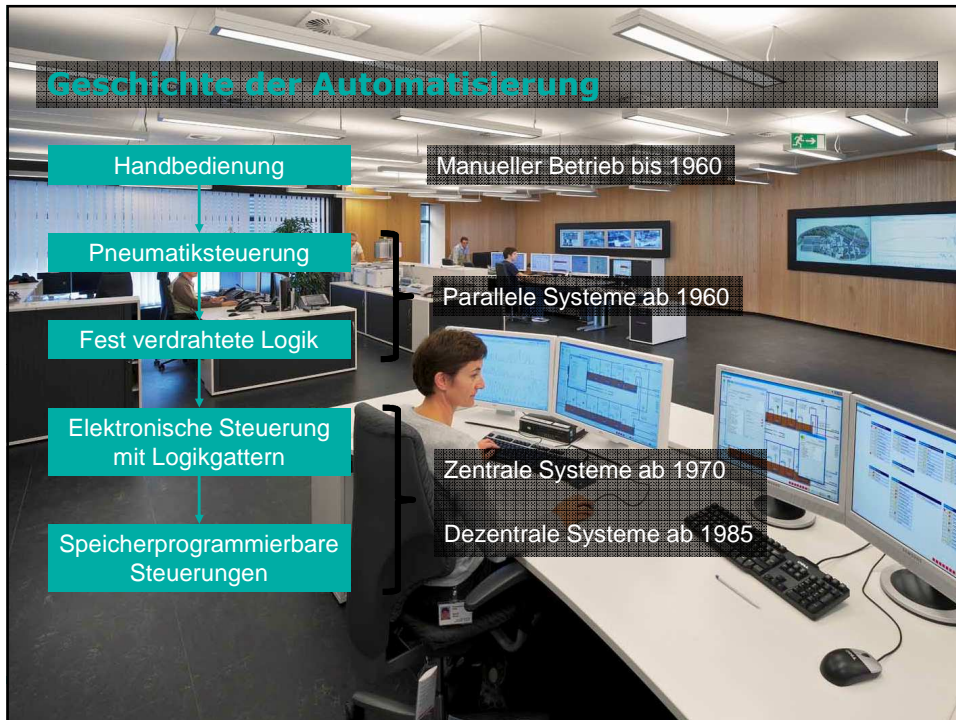 Geschichte der Automatisierung
Handbedienung
Manueller Betrieb bis 1960
Pneumatiksteuerung
Parallele Systeme ab 1960
Fest verdrahtete Logik
Elektronische Steuerung
mit Logikgattern
Zentrale Systeme ab 1970
Dezentrale Systeme ab 1985
Speicherprogrammierbare
Steuerungen